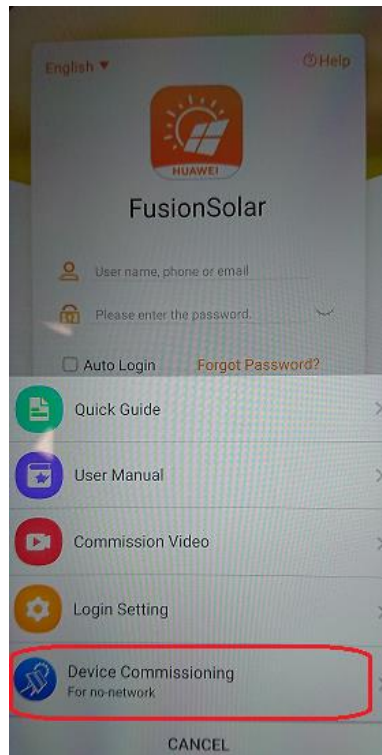 English ▼
Help
HUAWEI
FusionSolar
User name, phone or email
Please enter the password.
Auto Login
Forgot Password?
Quick Guide
User Manual
Commission Video
Login Setting
Device Commissioning
For no-network
CANCEL